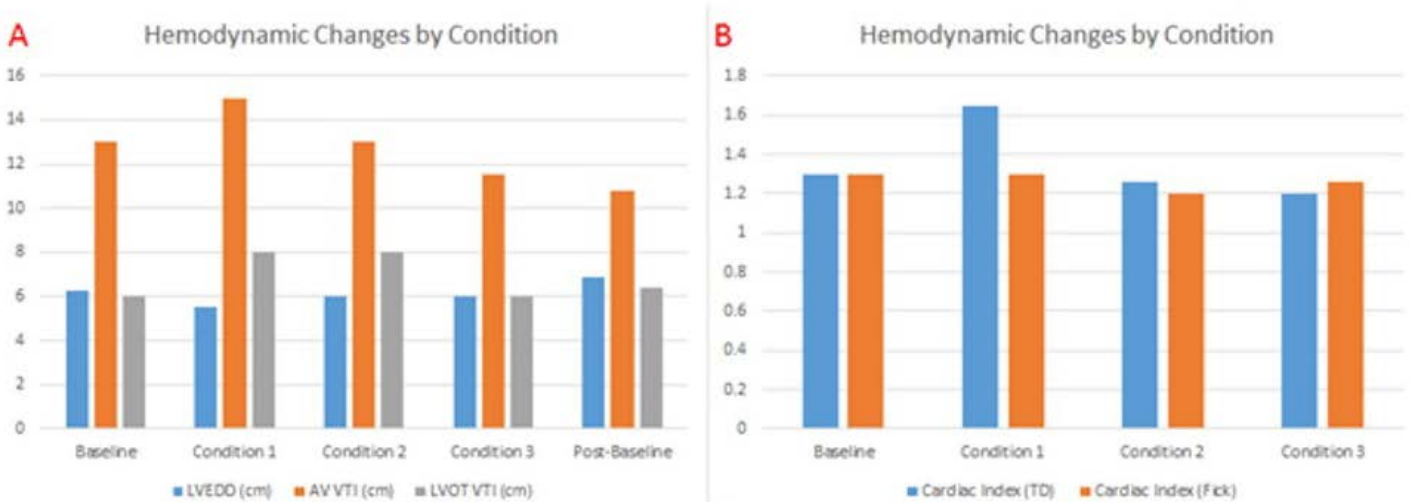 A
Hemodynamic Changes by Condition
16
14
12
10
8
6
4
2
0
Baseline
Condition 1
Condition 2
Condition 3
Post-Baseline
LVEDD (cm)
AV VTI (cm)
LVOT VTI (cm)
B
Hemodynamic Changes by Condition
1.8
1.6
1.4
1.2
1
0.8
0.6
0.4
0.2
0
Baseline
Condition 1
Condition 2
Condition 3
Cardiac Index (TD)
Cardiac Index (Fick)